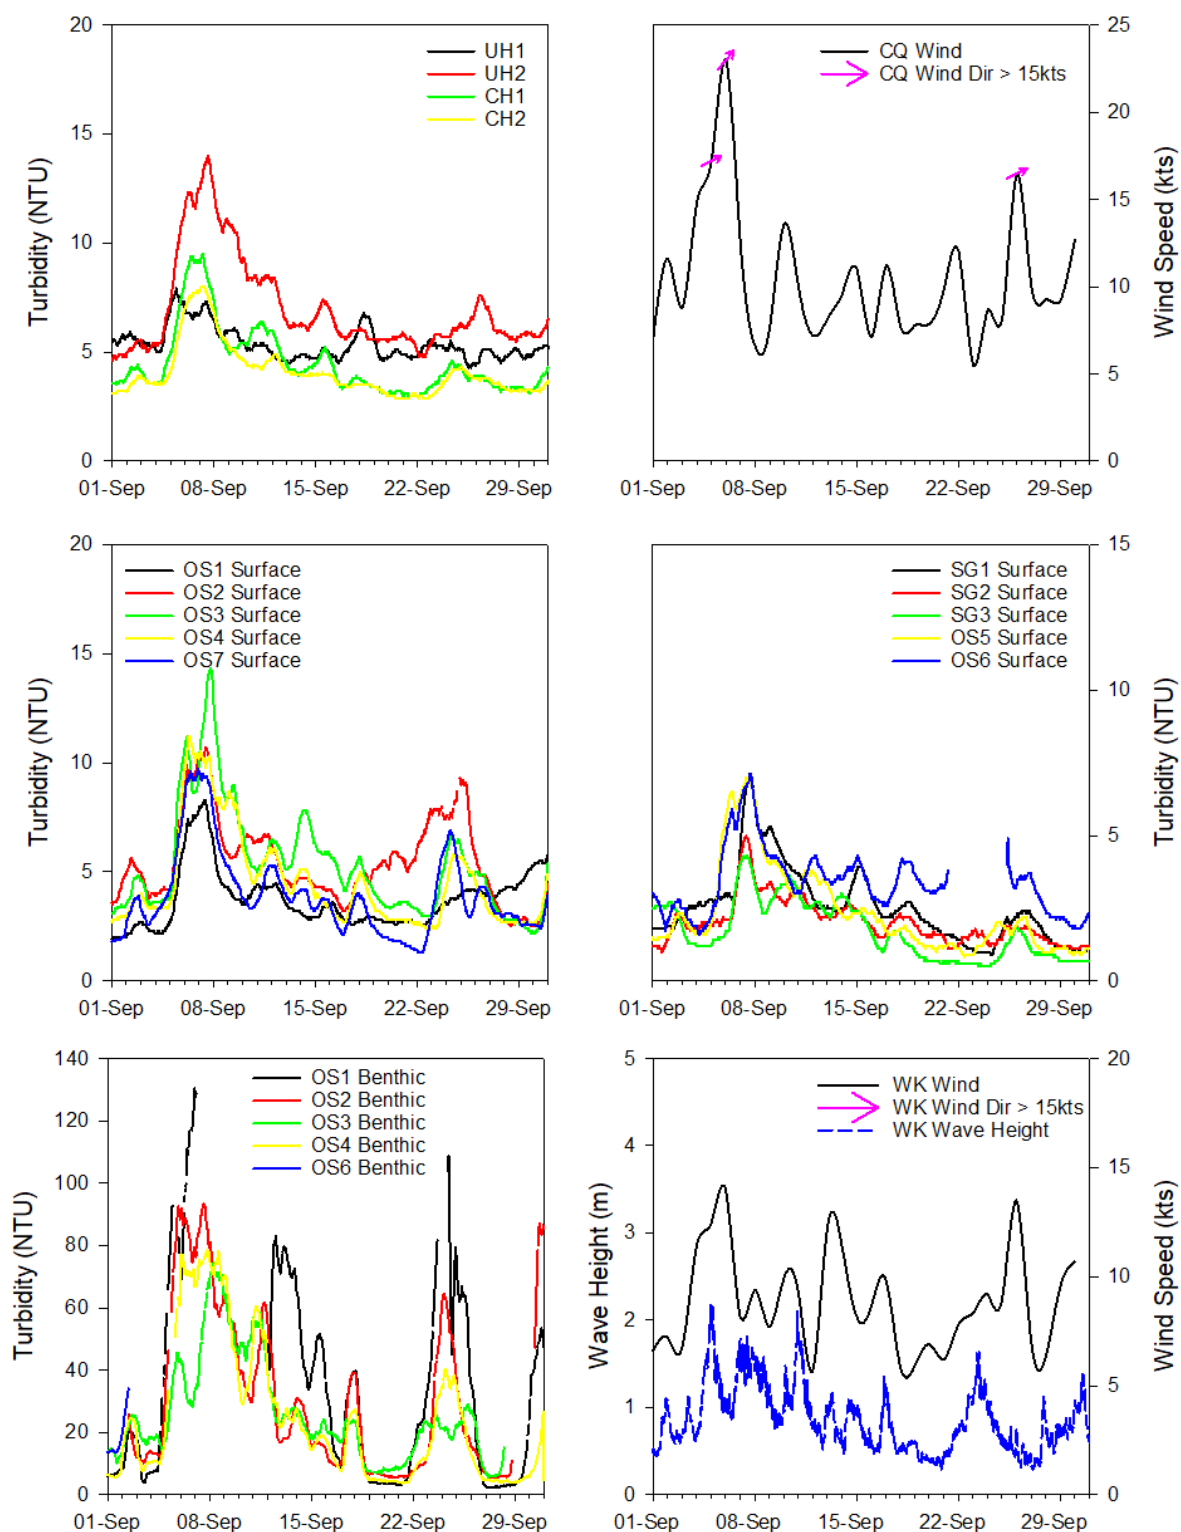 20
15
10
5
0
Turbidity (NTU)
UH1
UH2
CH1
CH2
01-Sep 08-Sep 15-Sep 22-Sep 29-Sep
CQ Wind
CQ Wind Dir > 15kts
25
20
15
10
5
0
Wind Speed (kts)
01-Sep 08-Sep 15-Sep 22-Sep 29-Sep
20
15
10
5
0
Turbidity (NTU)
OS1 Surface
OS2 Surface
OS3 Surface
OS4 Surface
OS7 Surface
01-Sep 08-Sep 15-Sep 22-Sep 29-Sep
SG1 Surface
SG2 Surface
SG3 Surface
OS5 Surface
OS6 Surface
15
10
5
0
Turbidity (NTU)
01-Sep 08-Sep 15-Sep 22-Sep 29-Sep
140
120
100
80
60
40
20
0
Turbidity (NTU)
OS1 Benthic
OS2 Benthic
OS3 Benthic
OS4 Benthic
OS6 Benthic
01-Sep 08-Sep 15-Sep 22-Sep 29-Sep
5
4
3
2
1
0
Wave Height (m)
WK Wind
WK Wind Dir > 15kts
WK Wave Height
20
15
10
5
0
Wind Speed (kts)
01-Sep 08-Sep 15-Sep 22-Sep 29-Sep